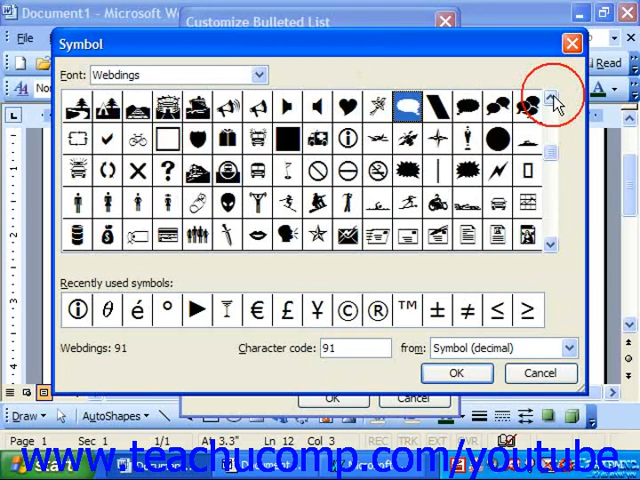 Document1 - Microsoft W
Customize Bulleted List
Symbol
File
Read
Font: Webdings
Recently used symbols:
θ é ° € £ ¥ © ® ™ ± ≠ ≤ ≥
Webdings: 91
Character code: 91
from: Symbol (decimal)
OK
Cancel
OK
Cancel
Draw
AutoShapes
Page 1 Sec 1 1/1 At 3.3" Ln 12 Col 3 REC TRK EXT OVR
www.teachucomp.com/youtube